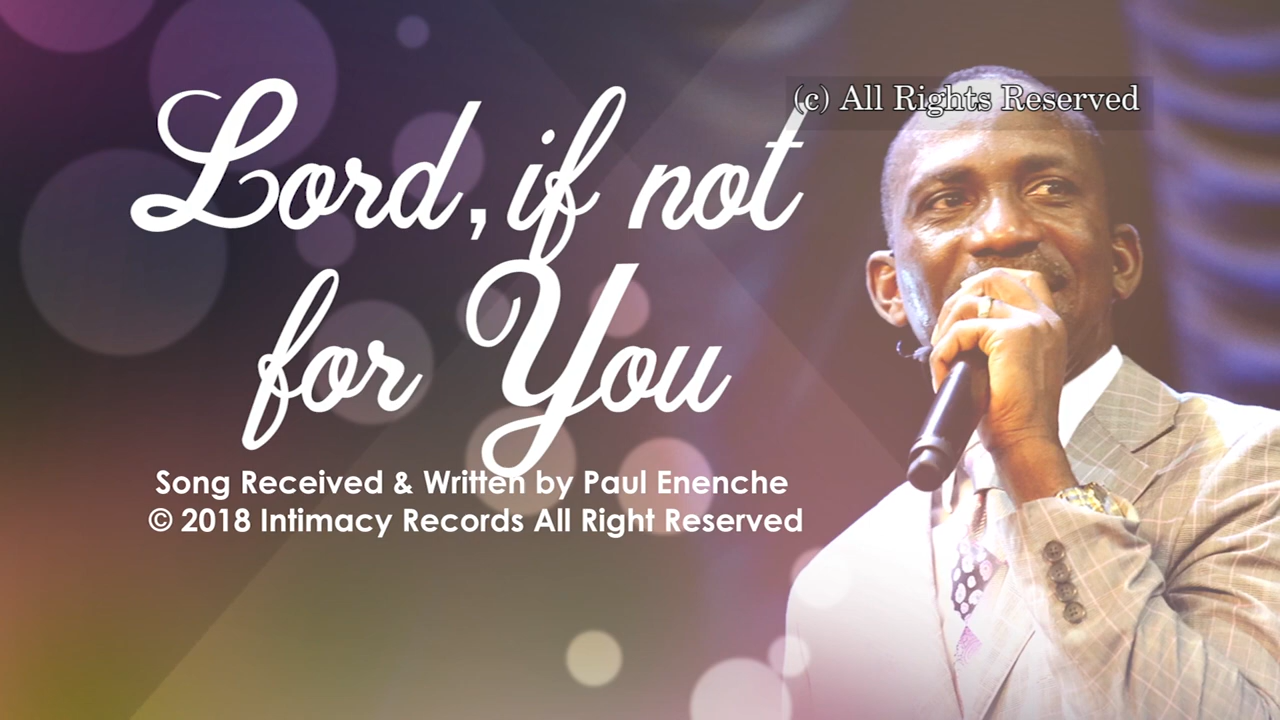 (c) All Rights Reserved
Lord, if not
for You
Song Received & Written by Paul Enenche
© 2018 Intimacy Records All Right Reserved